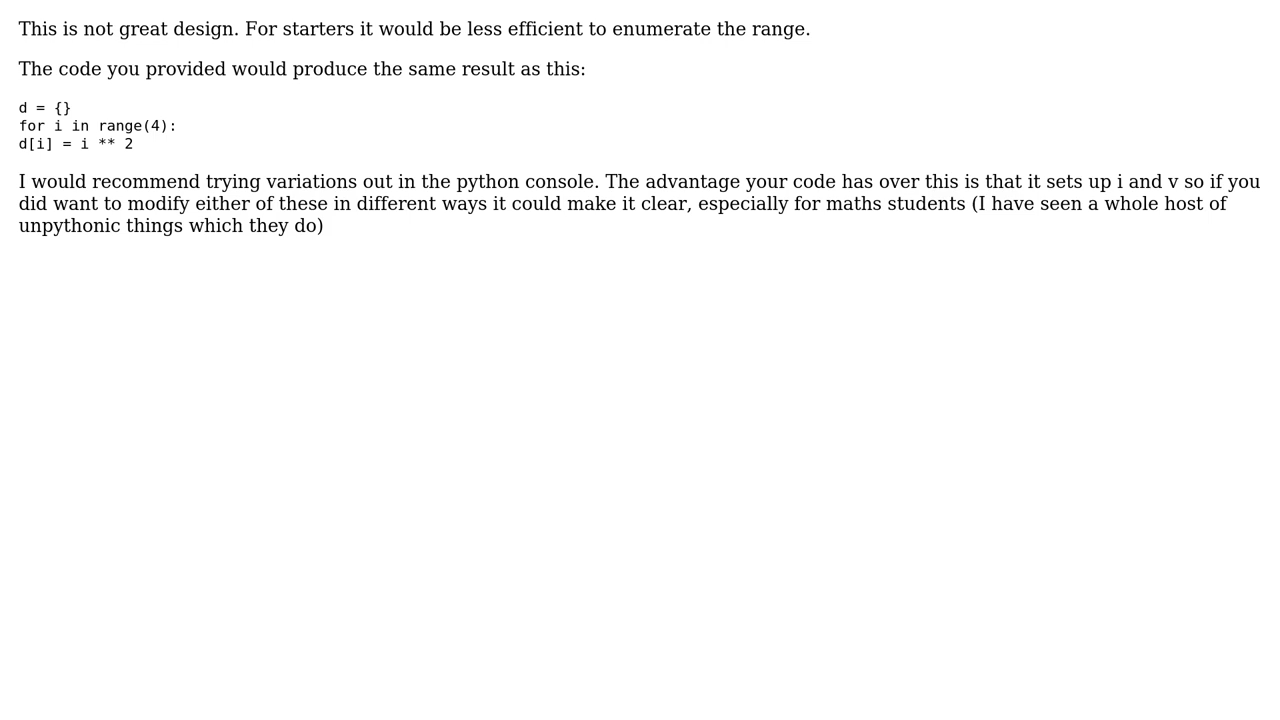 This is not great design. For starters it would be less efficient to enumerate the range.
The code you provided would produce the same result as this:
d = {}
for i in range(4):
d[i] = i ** 2
I would recommend trying variations out in the python console. The advantage your code has over this is that it sets up i and v so if you
did want to modify either of these in different ways it could make it clear, especially for maths students (I have seen a whole host of
unpythonic things which they do)